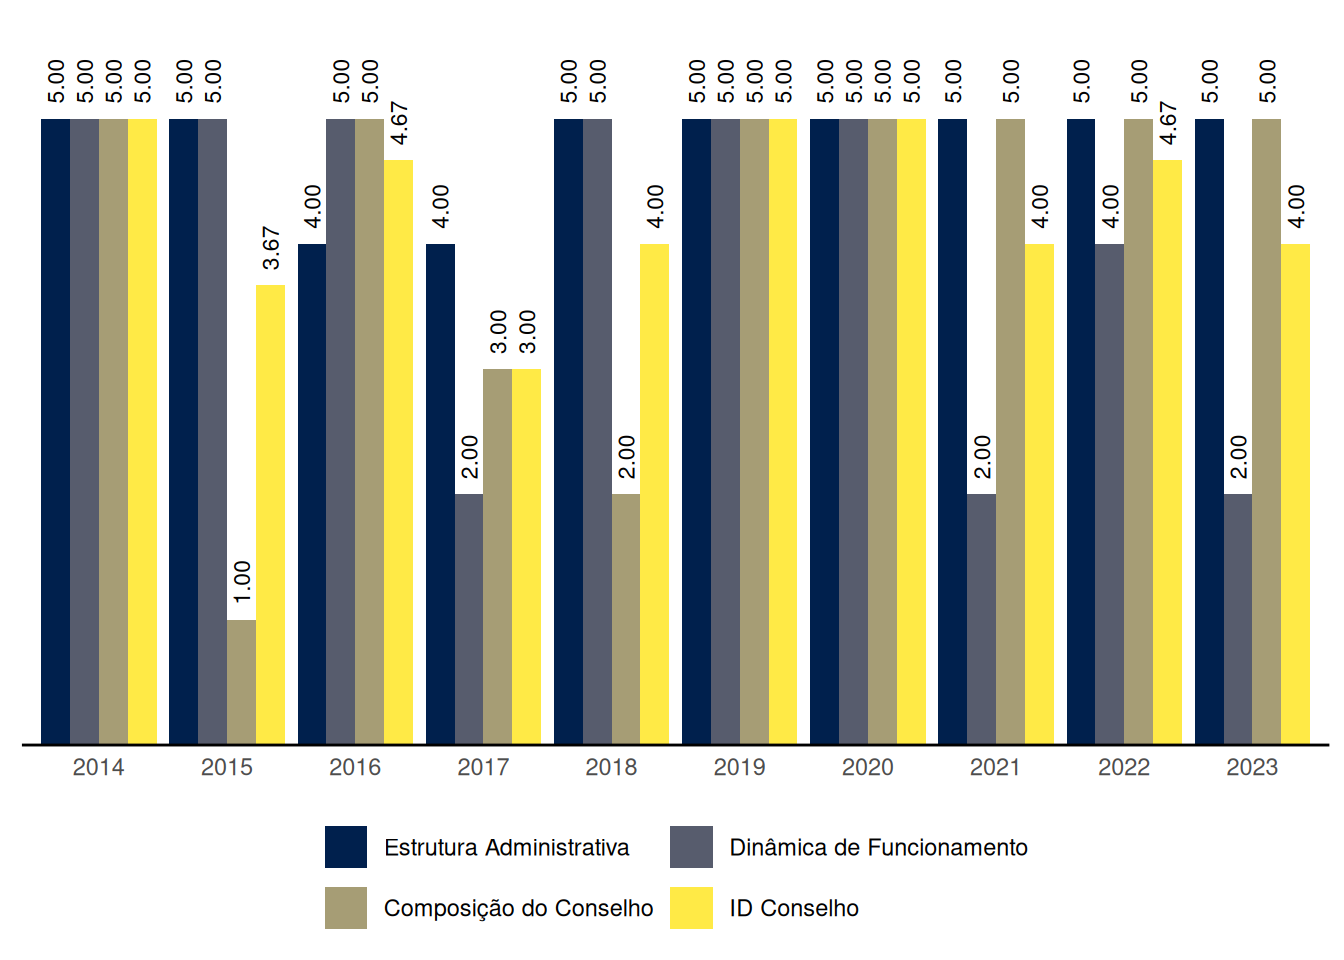 5.00 5.00 5.00 5.00
5.00 5.00 1.00 3.67
4.00 5.00 5.00 4.67
4.00 2.00 3.00 3.00
5.00 5.00 2.00 4.00
5.00 5.00 5.00 5.00
5.00 5.00 5.00 5.00
5.00 2.00 5.00 4.00
5.00 4.00 5.00 4.67
5.00 2.00 5.00 4.00
2014 2015 2016 2017 2018 2019 2020 2021 2022 2023
Estrutura Administrativa Dinâmica de Funcionamento
Composição do Conselho ID Conselho